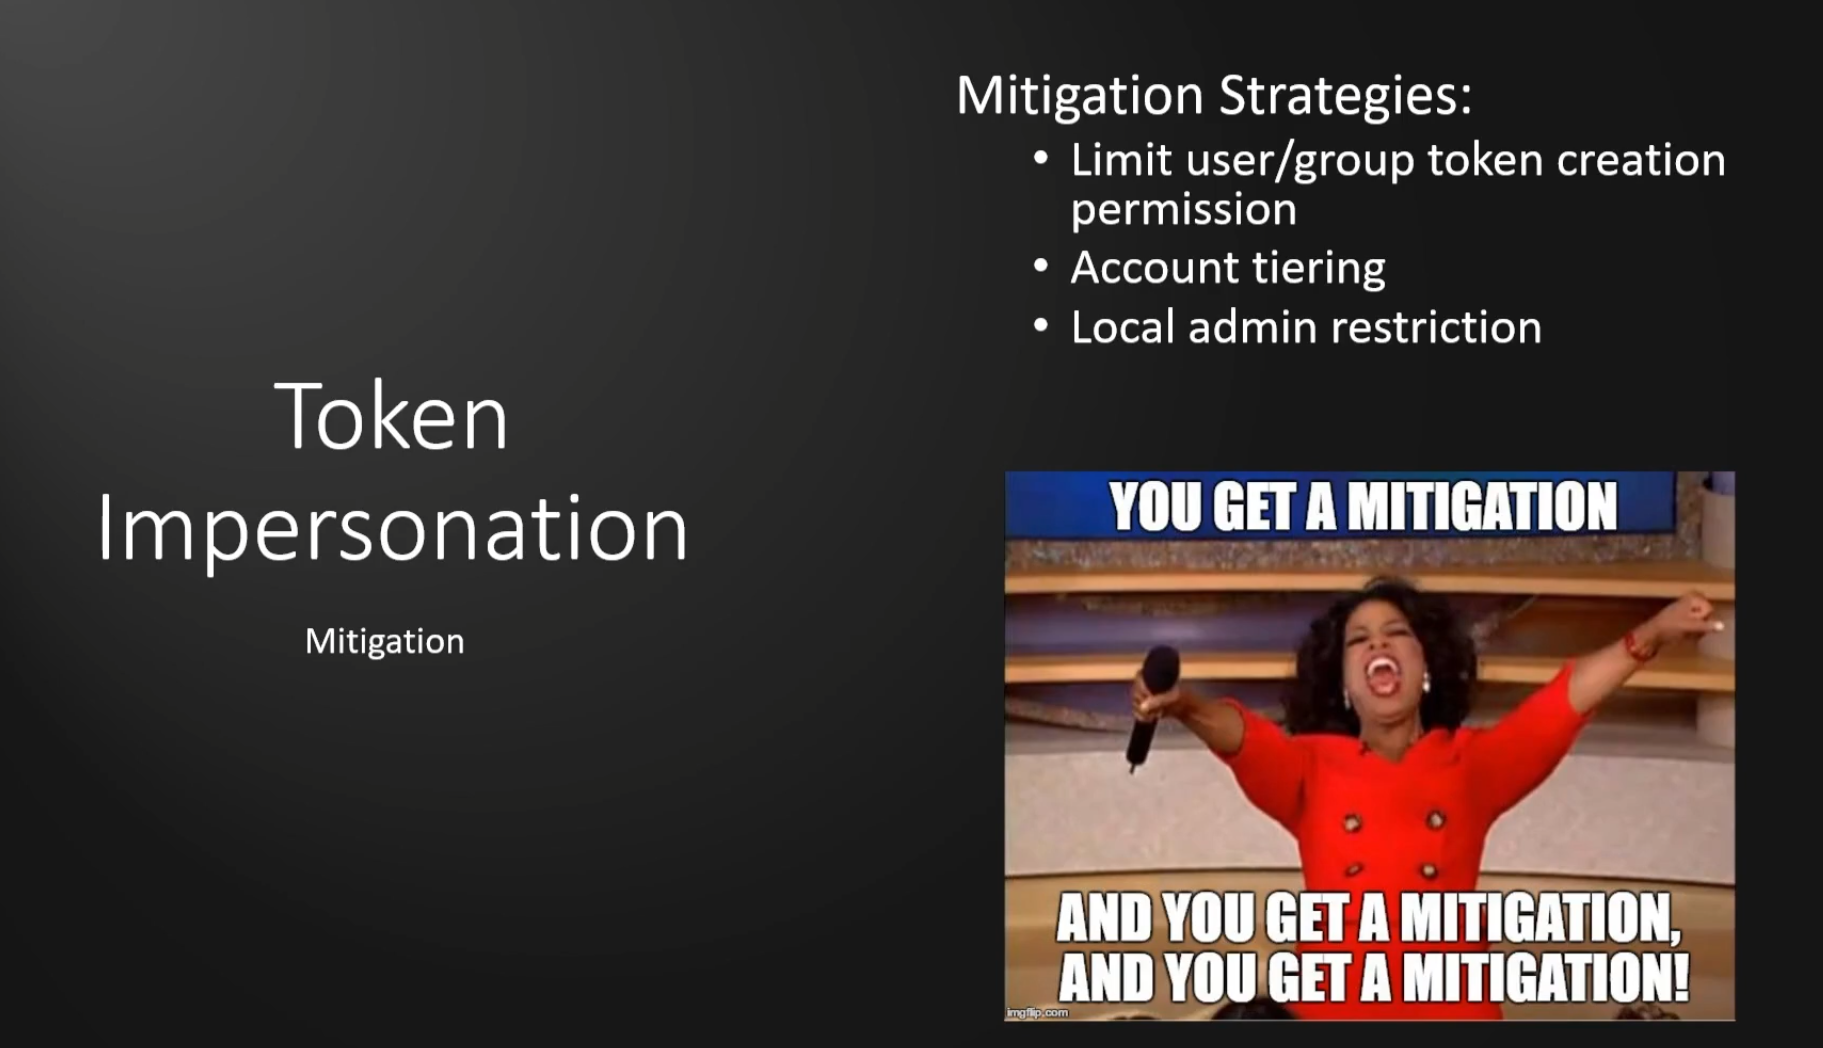 Token
Impersonation
Mitigation
Mitigation Strategies:
• Limit user/group token creation
permission
• Account tiering
• Local admin restriction
YOU GET A MITIGATION
AND YOU GET A MITIGATION,
AND YOU GET A MITIGATION!
imgflip.com